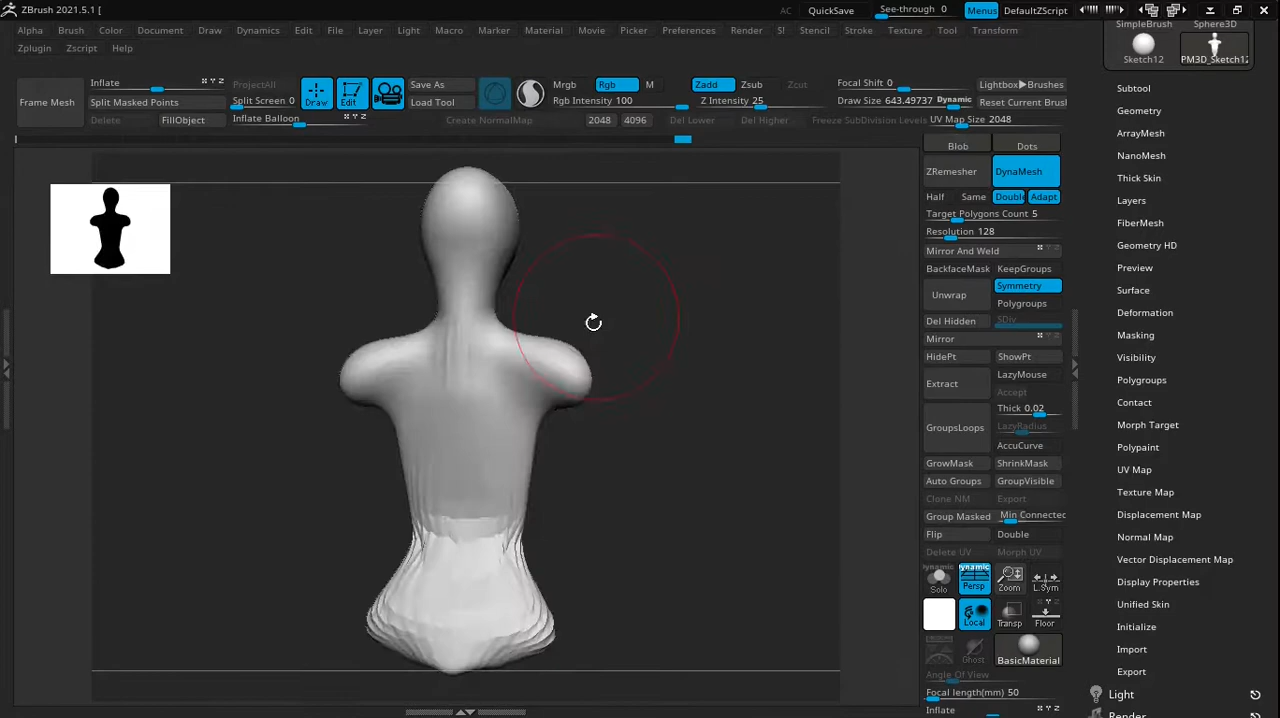 ZBrush 2021.5.1 [
AC
QuickSave
See-through 0
Menus
DefaultZScript
Alpha Brush Color Document Draw Dynamics Edit File Layer Light Macro Marker Material Movie Picker Preferences Render Sl Stencil Stroke Texture Tool Transform
Zplugin Zscript Help
SimpleBrush
Sphere3D
Sketch12
PM3D_Sketch12
Frame Mesh
Inflate
x Y Z
Split Masked Points
Delete
FillObject
ProjectAll
Split Screen 0
Inflate Balloon
x Y Z
Draw
Edit
Save As
Load Tool
Create NormalMap
Mrgb
Rgb
M
Rgb Intensity 100
2048
4096
Zadd
Zsub
Zcut
Z Intensity 25
Del Lower
Del Higher
Focal Shift 0
Draw Size 643.49737
Dynamic
Freeze SubDivision Levels
Lightbox▶Brushes
Reset Current Brush
UV Map Size 2048
Blob
Dots
ZRemesher
DynaMesh
Half
Same
Double
Adapt
Target Polygons Count 5
Resolution 128
Mirror And Weld
BackfaceMask
KeepGroups
Unwrap
Symmetry
Polygroups
Del Hidden
SDiv
Mirror
HidePt
ShowPt
Extract
LazyMouse
Accept
Thick 0.02
GroupsLoops
LazyRadius
AccuCurve
GrowMask
ShrinkMask
Auto Groups
GroupVisible
Clone NM
Export
Group Masked
Min Connected
Flip
Double
Delete UV
Morph UV
Dynamic
Solo
Dynamic
Persp
Zoom
L.Sym
Local
Transp
Floor
Ghost
BasicMaterial
Angle Of View
Focal length(mm) 50
Inflate
Subtool
Geometry
ArrayMesh
NanoMesh
Thick Skin
Layers
FiberMesh
Geometry HD
Preview
Surface
Deformation
Masking
Visibility
Polygroups
Contact
Morph Target
Polypaint
UV Map
Texture Map
Displacement Map
Normal Map
Vector Displacement Map
Display Properties
Unified Skin
Initialize
Import
Export
Light
Render